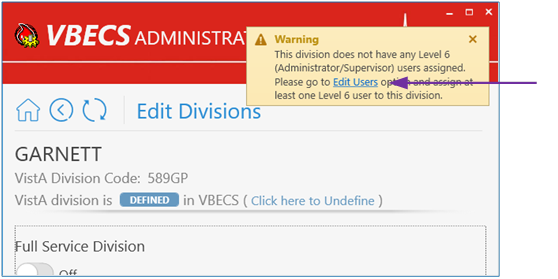 VBECS ADMINISTRAT
Warning
This division does not have any Level 6
(Administrator/Supervisor) users assigned.
Please go to Edit Users option and assign at
least one Level 6 user to this division.
Edit Divisions
GARNETT
VistA Division Code: 589GP
VistA division is DEFINED in VBECS ( Click here to Undefine )
Full Service Division
Off